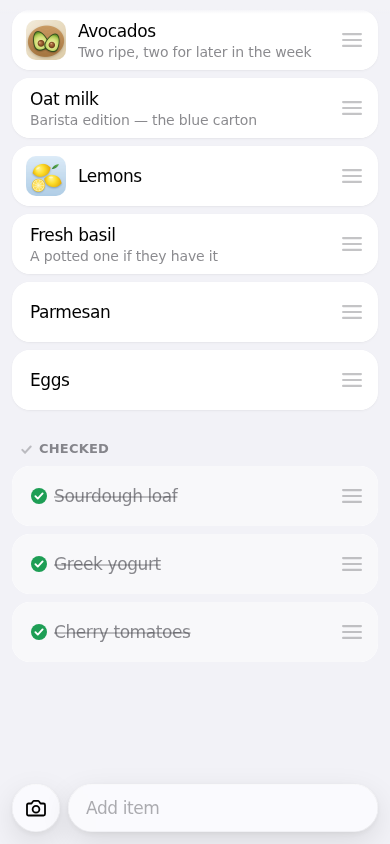 Avocados
Two ripe, two for later in the week
Oat milk
Barista edition — the blue carton
Lemons
Fresh basil
A potted one if they have it
Parmesan
Eggs
CHECKED
Sourdough loaf
Greek yogurt
Cherry tomatoes
Add item